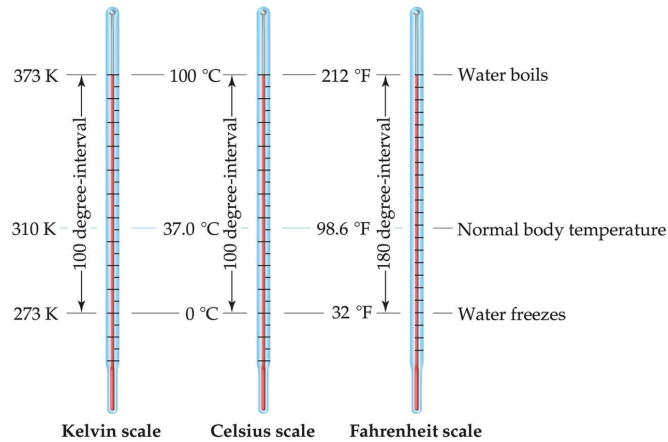 373 K 100 °C 212 °F Water boils
100 degree-interval
100 degree-interval
180 degree-interval
310 K 37.0 °C 98.6 °F Normal body temperature
273 K 0 °C 32 °F Water freezes
Kelvin scale Celsius scale Fahrenheit scale